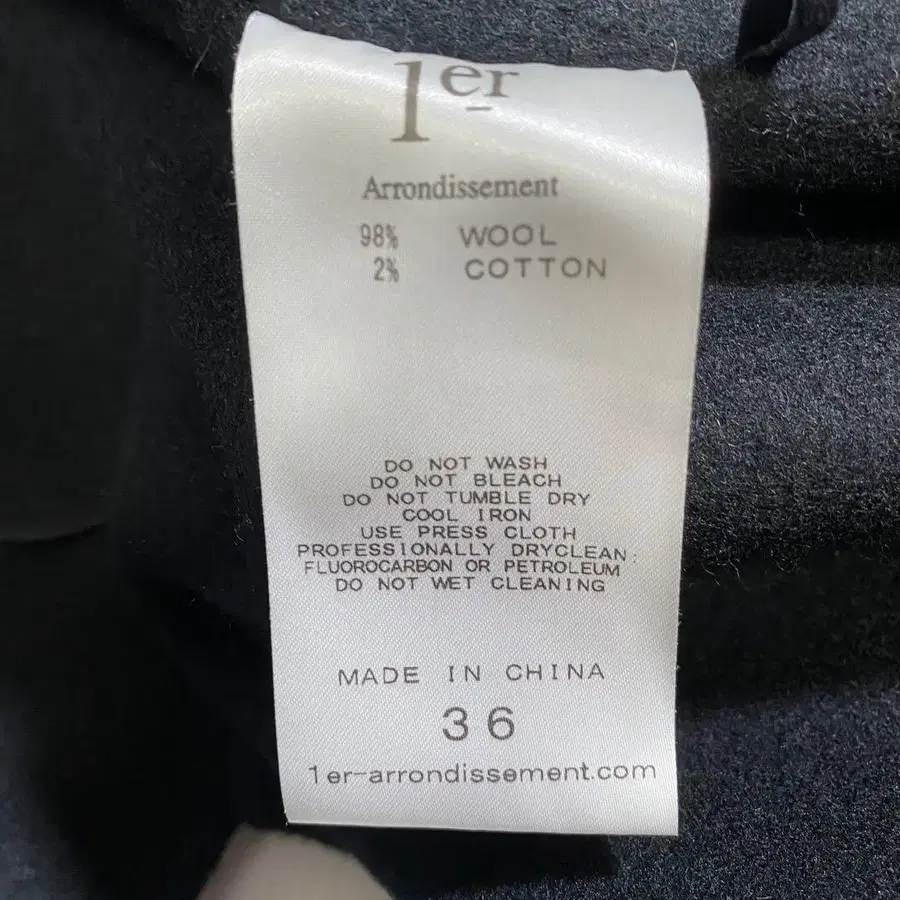 1er
Arrondissement
98% WOOL
2% COTTON
DO NOT WASH
DO NOT BLEACH
DO NOT TUMBLE DRY
COOL IRON
USE PRESS CLOTH
PROFESSIONALLY DRYCLEAN:
FLUOROCARBON OR PETROLEUM
DO NOT WET CLEANING
MADE IN CHINA
36
1er-arrondissement.com